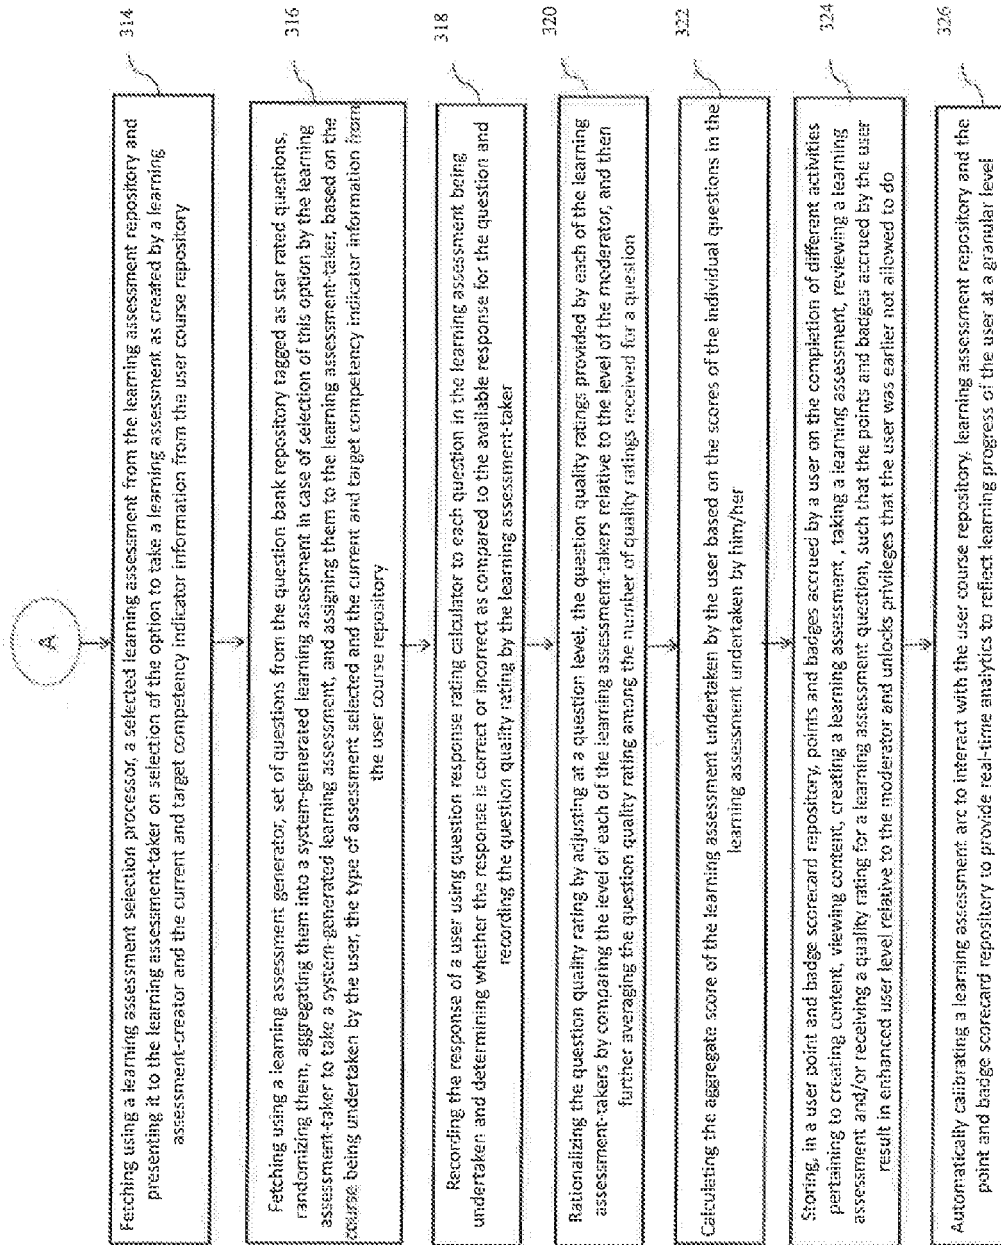 A
314
Fetching using a learning assessment selection processor, a selected learning assessment from the learning assessment repository and
presenting it to the learning assessment-taker on selection of the option to take a learning assessment as created by a learning
assessment-creator and the current and target competency indicator information from the user course repository
316
Fetching using a learning assessment generator, set of questions from the question bank repository tagged as star rated questions,
randomizing them, aggregating them into a system-generated learning assessment in case of selection of this option by the learning
assessment-taker to take a system-generated learning assessment, and assigning them to the learning assessment-taker, based on the
course being undertaken by the user, the type of assessment selected and the current and target competency indicator information from
the user course repository
318
Recording the response of a user using question response rating calculator to each question in the learning assessment being
undertaken and determining whether the response is correct or incorrect as compared to the available response for the question and
recording the question quality rating by the learning assessment-taker
320
Rationalizing the question quality rating by adjusting at a question level, the question quality ratings provided by each of the learning
assessment-takers by comparing the level of each of the learning assessment-takers relative to the level of the moderator, and then
further averaging the question quality rating among the number of quality ratings received for a question
322
Calculating the aggregate score of the learning assessment undertaken by the user based on the scores of the individual questions in the
learning assessment undertaken by him/her
324
Storing, in a user point and badge scorecard repository, points and badges accrued by a user on the completion of different activities
pertaining to creating content, viewing content, creating a learning assessment , taking a learning assessment, reviewing a learning
assessment and/or receiving a quality rating for a learning assessment question, such that the points and badges accrued by the user
result in enhanced user level relative to the moderator and unlocks privileges that the user was earlier not allowed to do
326
Automatically calibrating a learning assessment arc to interact with the user course repository, learning assessment repository and the
point and badge scorecard repository to provide real-time analytics to reflect learning progress of the user at a granular level